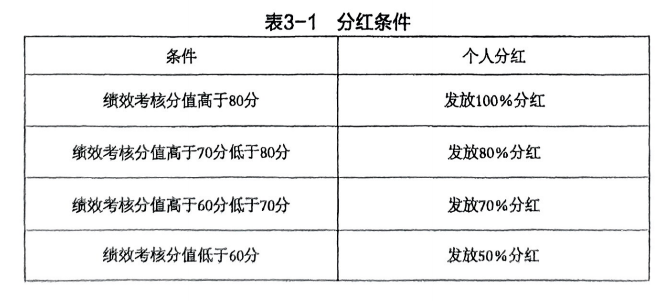 表3-1 分红条件
条件 个人分红
绩效考核分值高于80分 发放100%分红
绩效考核分值高于70分低于80分 发放80%分红
绩效考核分值高于60分低于70分 发放70%分红
绩效考核分值低于60分 发放50%分红